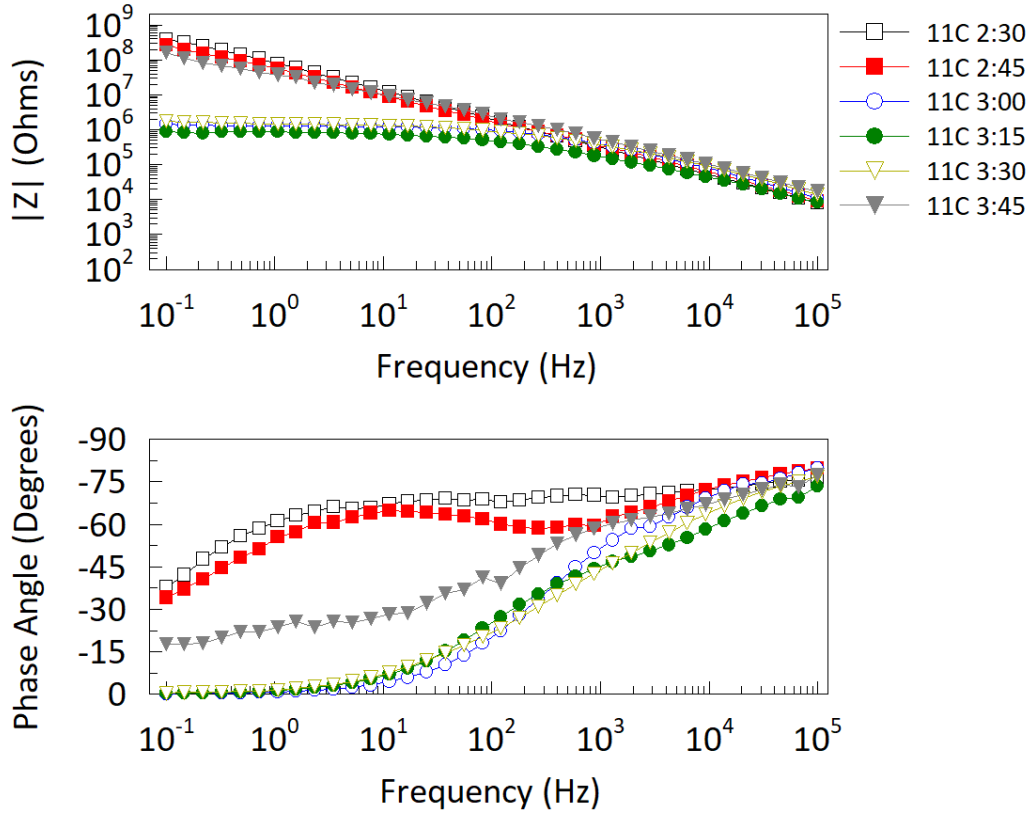 |Z| (Ohms)
10⁹
10⁸
10⁷
10⁶
10⁵
10⁴
10³
10²
10⁻¹ 10⁰ 10¹ 10² 10³ 10⁴ 10⁵
Frequency (Hz)
11C 2:30
11C 2:45
11C 3:00
11C 3:15
11C 3:30
11C 3:45
Phase Angle (Degrees)
-90
-75
-60
-45
-30
-15
0
10⁻¹ 10⁰ 10¹ 10² 10³ 10⁴ 10⁵
Frequency (Hz)